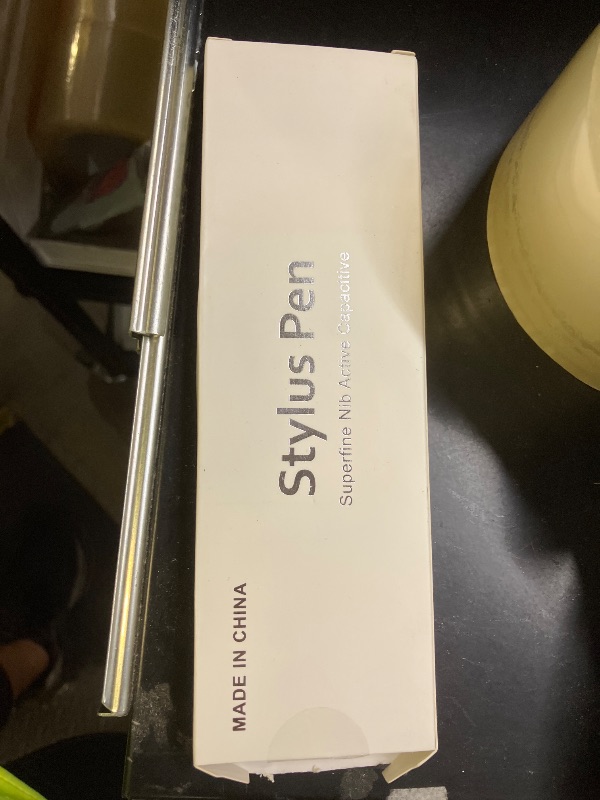 Stylus Pen
Superfine Nib Active Capacitive
MADE IN CHINA